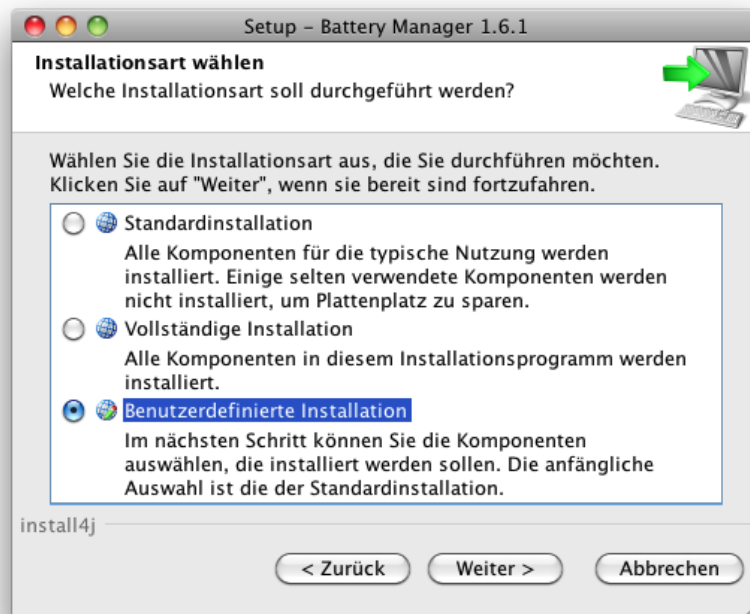 Setup – Battery Manager 1.6.1
Installationsart wählen
Welche Installationsart soll durchgeführt werden?
Wählen Sie die Installationsart aus, die Sie durchführen möchten.
Klicken Sie auf "Weiter", wenn sie bereit sind fortzufahren.
Standardinstallation
Alle Komponenten für die typische Nutzung werden
installiert. Einige selten verwendete Komponenten werden
nicht installiert, um Plattenplatz zu sparen.
Vollständige Installation
Alle Komponenten in diesem Installationsprogramm werden
installiert.
Benutzerdefinierte Installation
Im nächsten Schritt können Sie die Komponenten
auswählen, die installiert werden sollen. Die anfängliche
Auswahl ist die der Standardinstallation.
install4j
< Zurück
Weiter >
Abbrechen